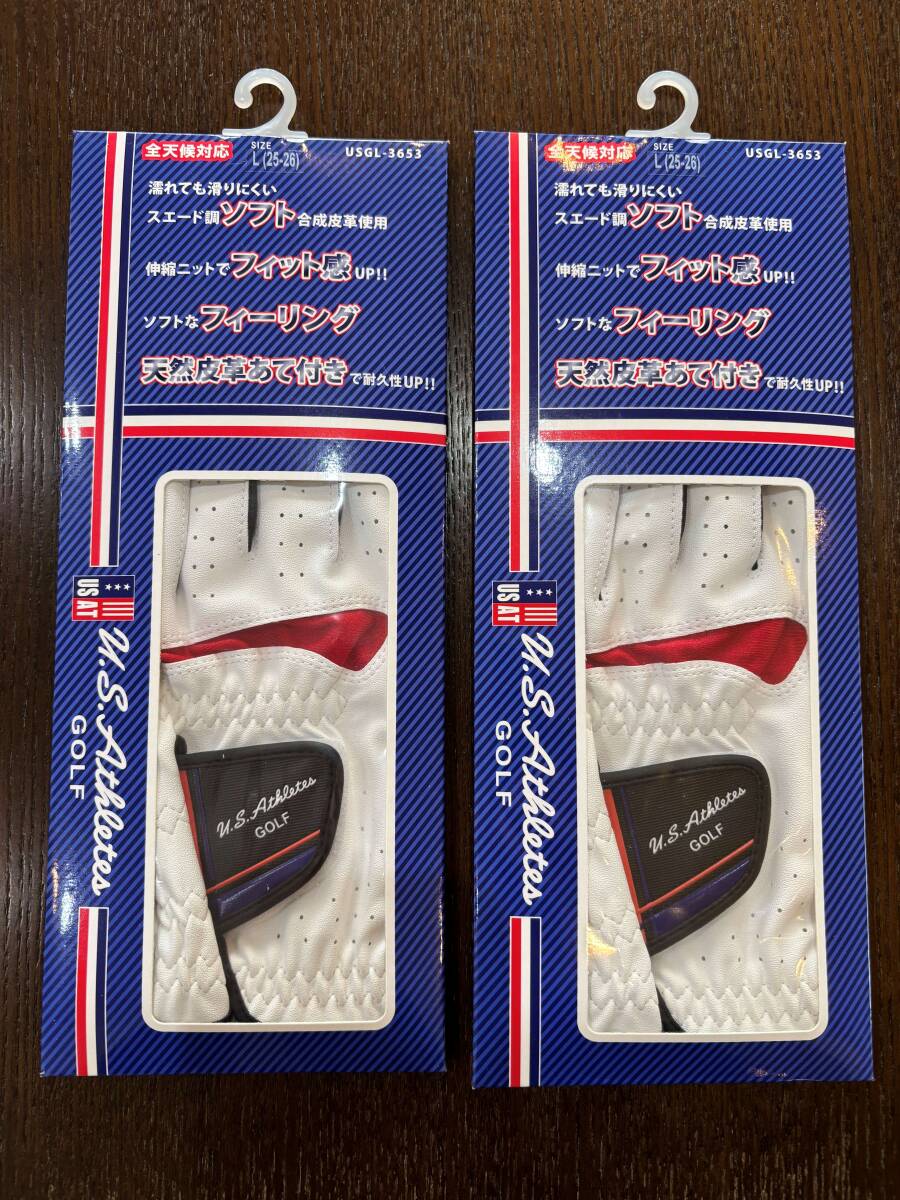 全天候対応 SIZE L(25-26) USGL-3653
濡れても滑りにくい
スエード調ソフト合成皮革使用
伸縮ニットでフィット感UP!!
ソフトなフィーリング
天然皮革あて付きで耐久性UP!!
USAT
U.S.Athletes
GOLF
U.S.Athletes
GOLF
全天候対応 SIZE L(25-26) USGL-3653
濡れても滑りにくい
スエード調ソフト合成皮革使用
伸縮ニットでフィット感UP!!
ソフトなフィーリング
天然皮革あて付きで耐久性UP!!
USAT
U.S.Athletes
GOLF
U.S.Athletes
GOLF